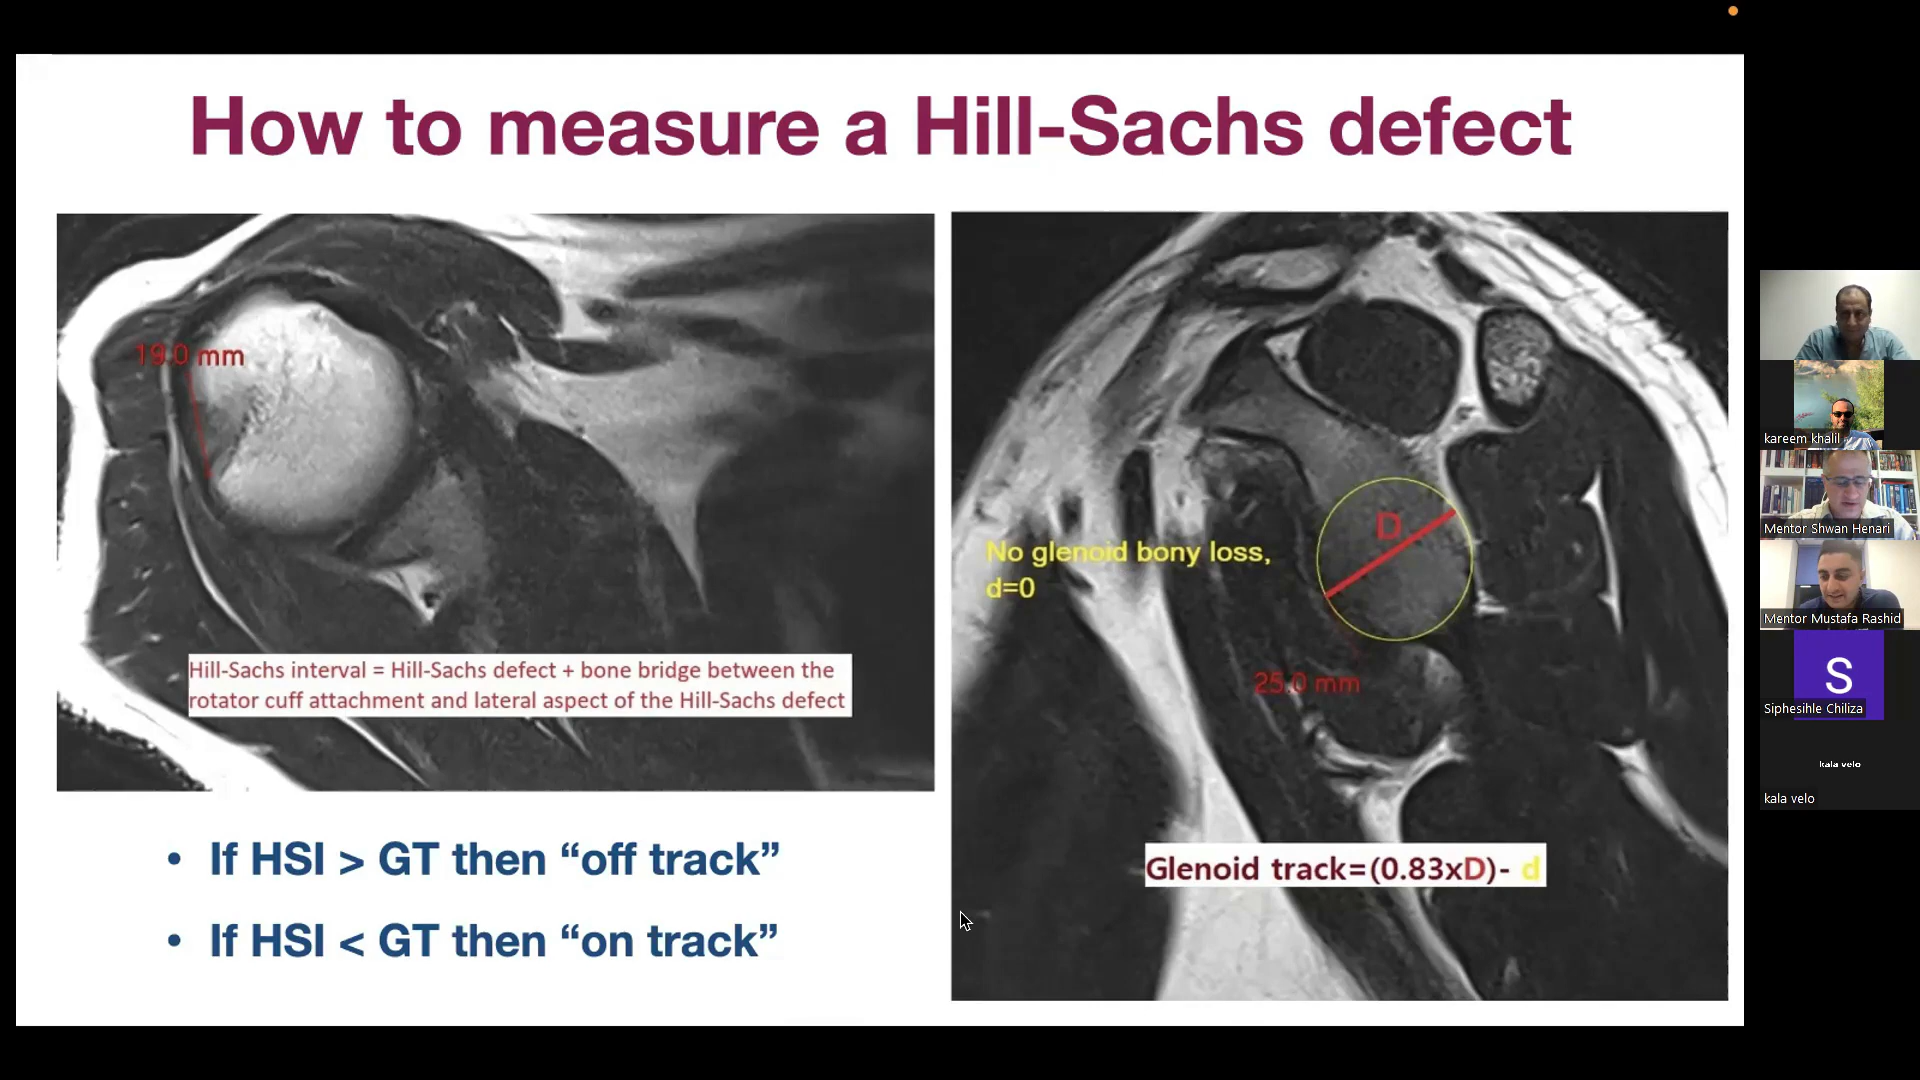 How to measure a Hill-Sachs defect
19.0 mm
Hill-Sachs interval = Hill-Sachs defect + bone bridge between the
rotator cuff attachment and lateral aspect of the Hill-Sachs defect
D
No glenoid bony loss,
d=0
25.0 mm
Glenoid track=(0.83xD)- d
• If HSI > GT then “off track”
• If HSI < GT then “on track”
kareem khalil
Mentor Shwan Henari
Mentor Mustafa Rashid
S
Siphesihle Chiliza
kala velo
kala velo